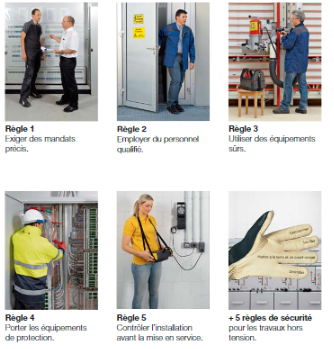 Règle 1
Exiger des mandats
précis.
Règle 2
Employer du personnel
qualifié.
Règle 3
Utiliser des équipements
sûrs.
Règle 4
Porter les équipements
de protection.
Règle 5
Contrôler l'installation
avant la mise en service.
+ 5 règles de sécurité
pour les travaux hors
tension.